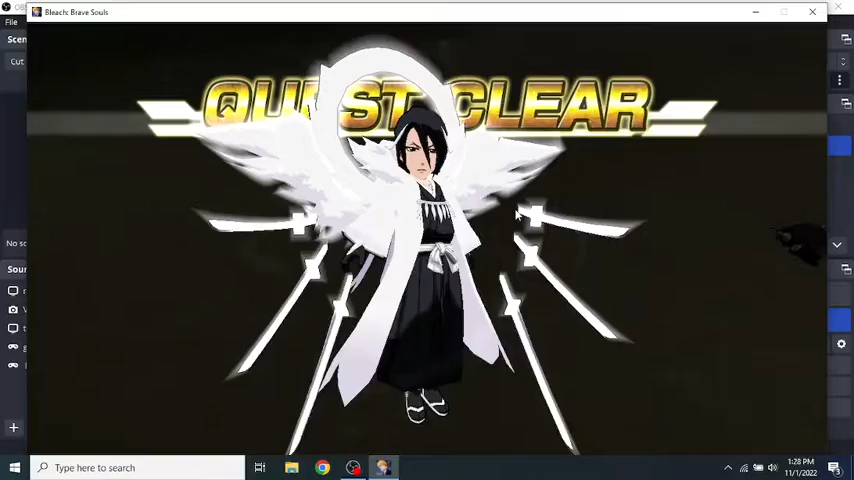 Bleach: Brave Souls
File
Scen
Cut
QUEST CLEAR
No sc
Sour
Type here to search
1:28 PM
11/1/2022
3